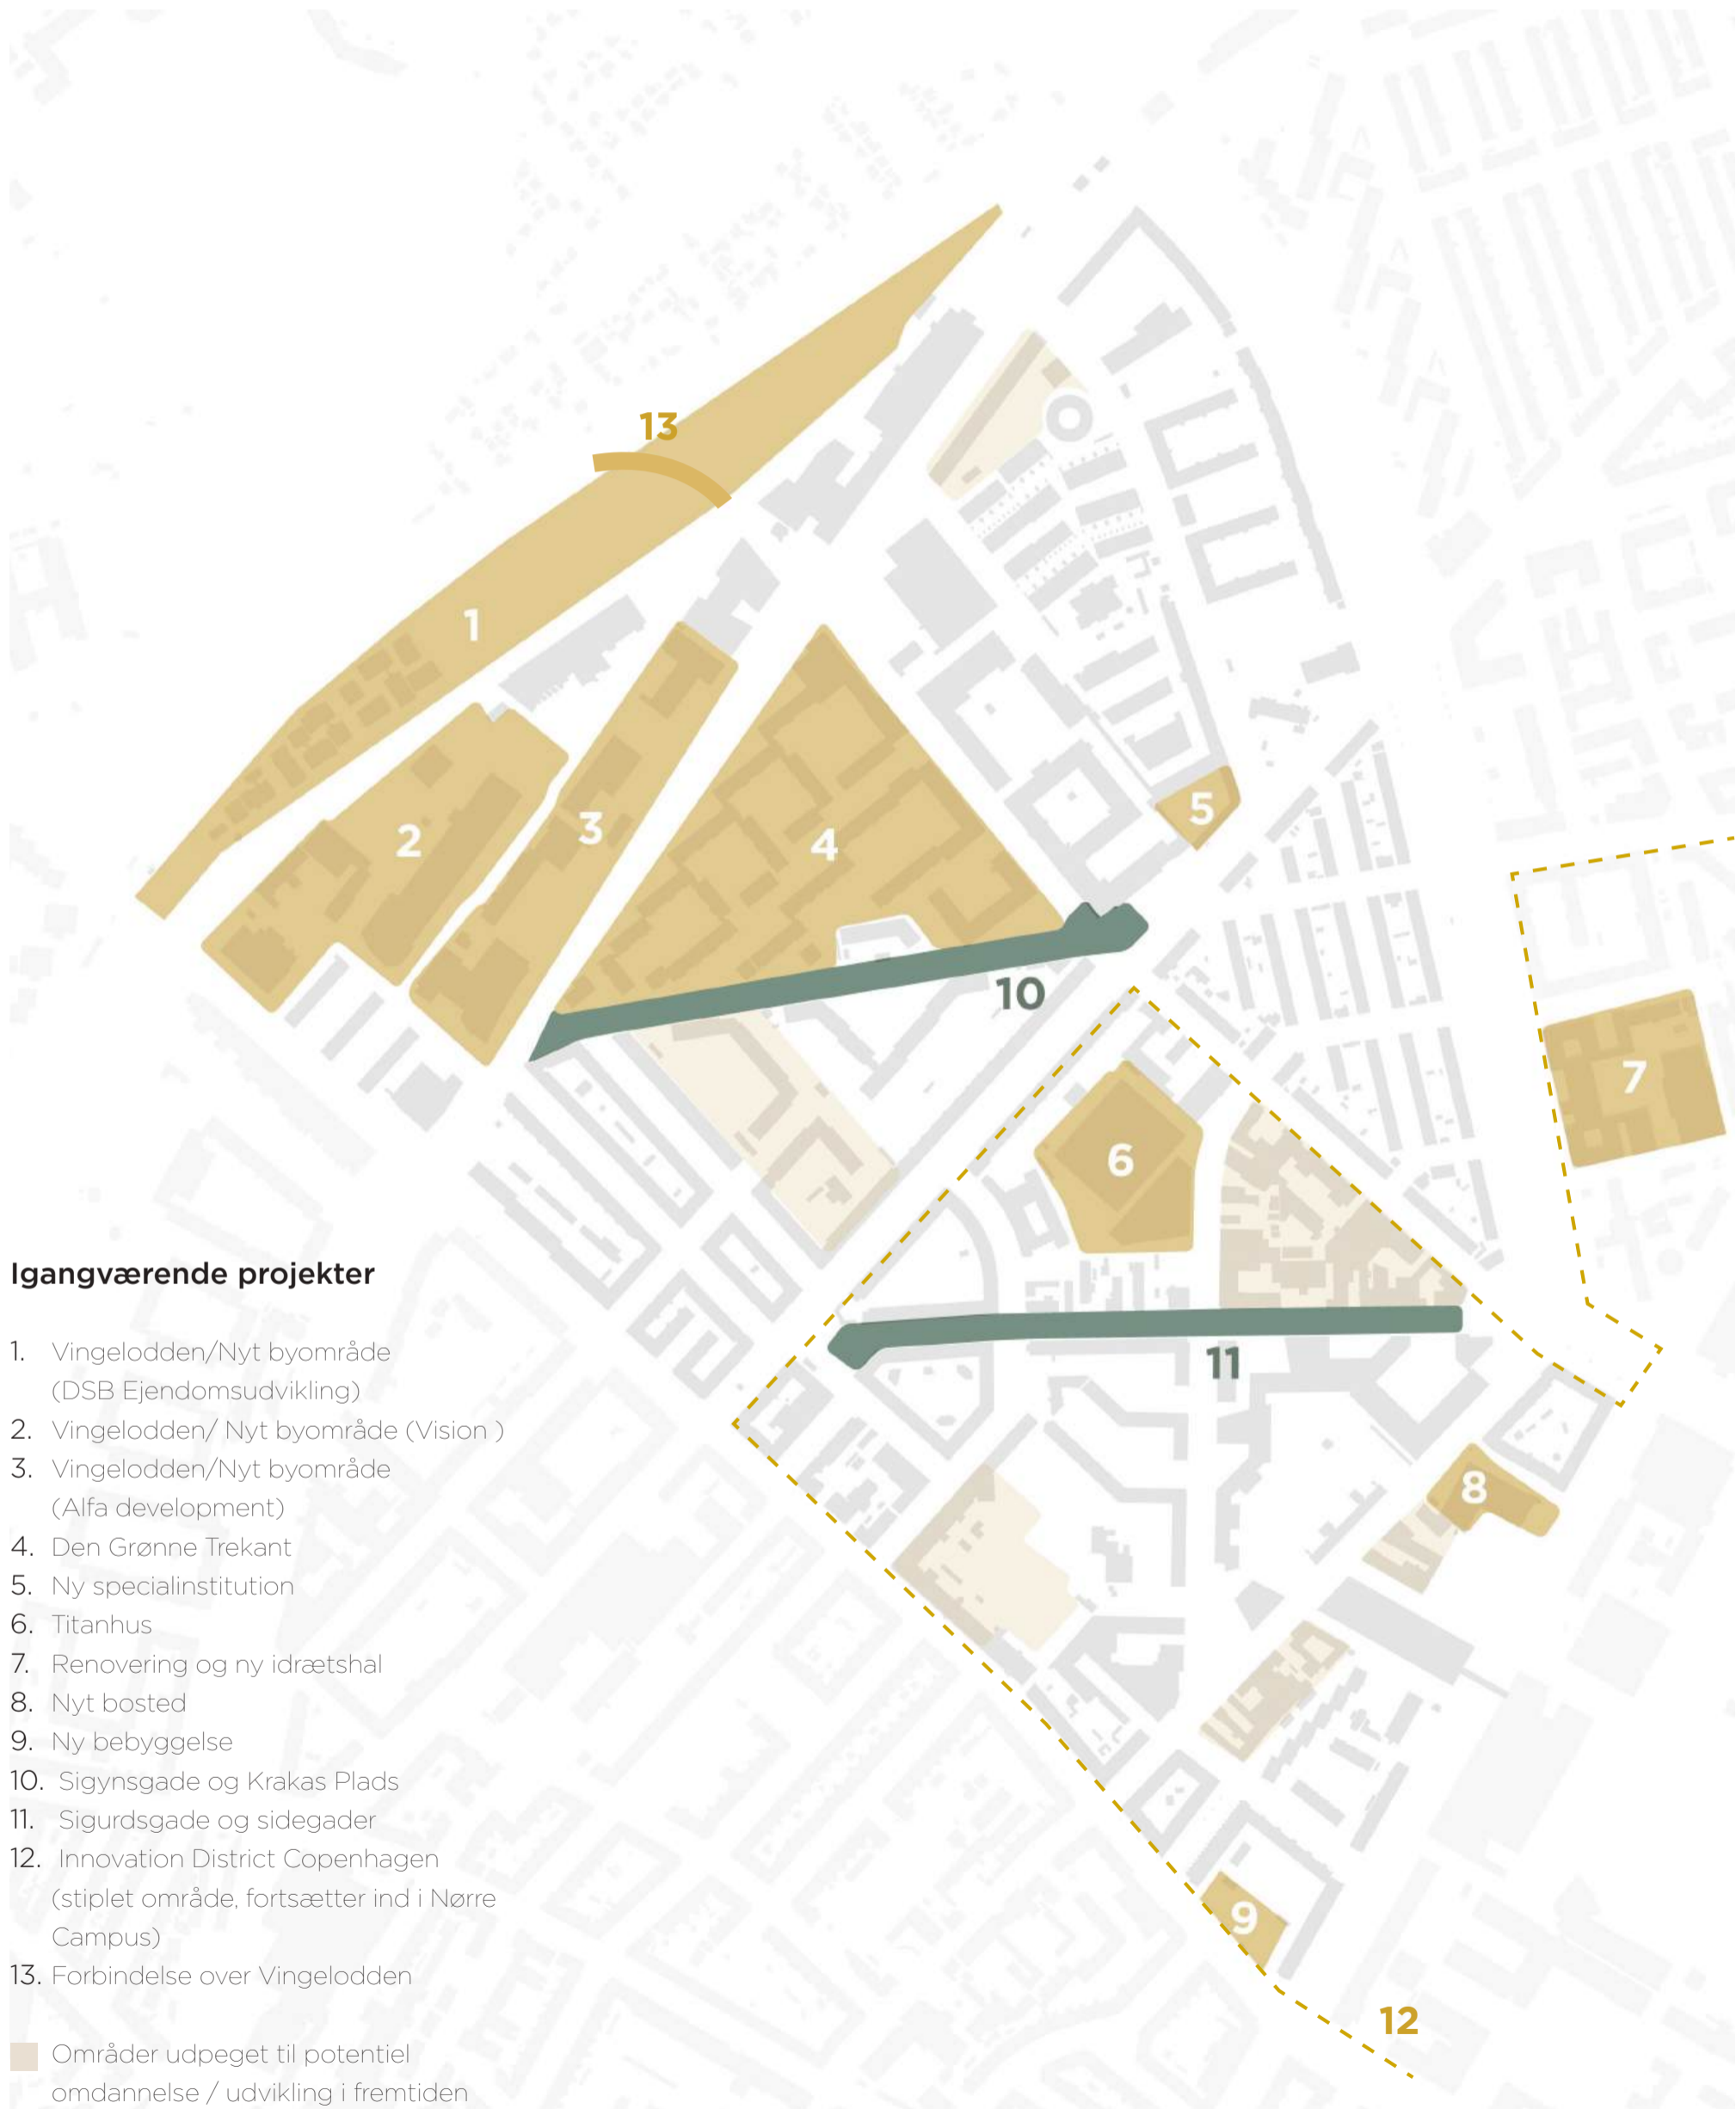 13
1
2
3
4
5
10
7
6
11
8
9
12
Igangværende projekter
1. Vingelodden/Nyt byområde
(DSB Ejendomsudvikling)
2. Vingelodden/ Nyt byområde (Vision )
3. Vingelodden/Nyt byområde
(Alfa development)
4. Den Grønne Trekant
5. Ny specialinstitution
6. Titanhus
7. Renovering og ny idrætshal
8. Nyt bosted
9. Ny bebyggelse
10. Sigynsgade og Krakas Plads
11. Sigurdsgade og sidegader
12. Innovation District Copenhagen
(stiplet område, fortsætter ind i Nørre
Campus)
13. Forbindelse over Vingelodden
Områder udpeget til potentiel
omdannelse / udvikling i fremtiden